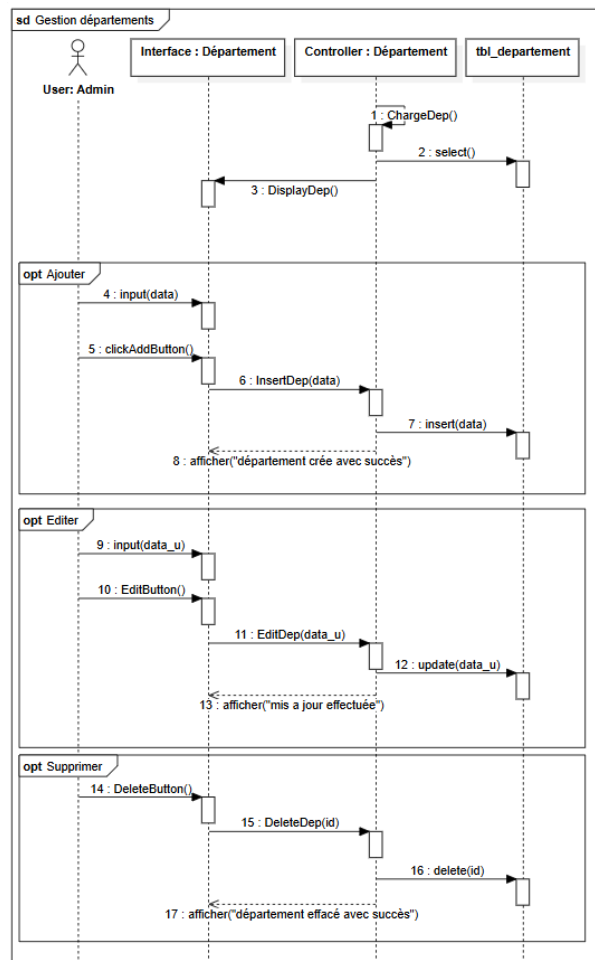 sd Gestion départements
Interface : Département
Controller : Département
tbl_departement
User: Admin
1 : ChargeDep()
2 : select()
3 : DisplayDep()
opt Ajouter
4 : input(data)
5 : clickAddButton()
6 : InsertDep(data)
7 : insert(data)
8 : afficher("département crée avec succès")
opt Editer
9 : input(data_u)
10 : EditButton()
11 : EditDep(data_u)
12 : update(data_u)
13 : afficher("mis a jour effectuée")
opt Supprimer
14 : DeleteButton()
15 : DeleteDep(id)
16 : delete(id)
17 : afficher("département effacé avec succès")